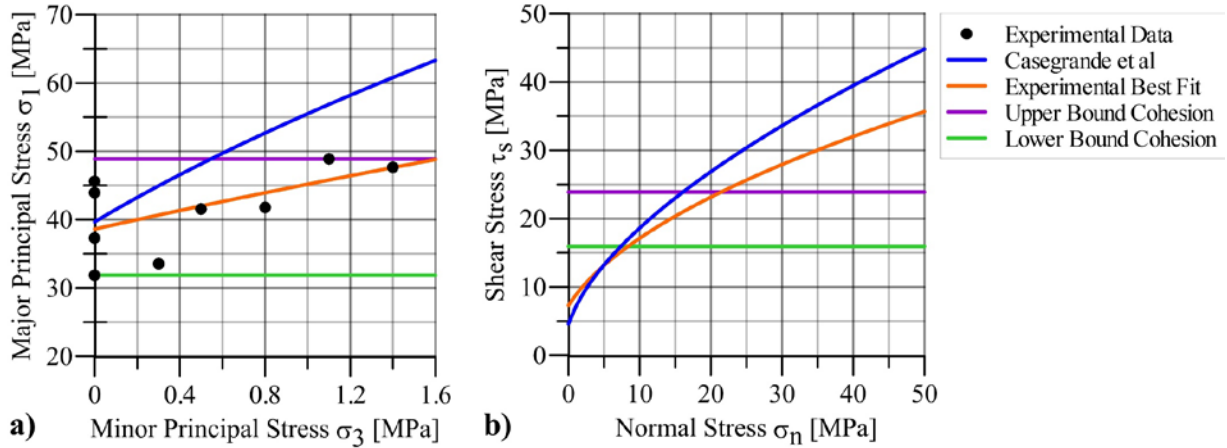 70
60
50
40
30
20
Major Principal Stress σ1 [MPa]
0
0.4
0.8
1.2
1.6
a)
Minor Principal Stress σ3 [MPa]
50
40
30
20
10
0
Shear Stress τs [MPa]
0
10
20
30
40
50
b)
Normal Stress σn [MPa]
Experimental Data
Casegrande et al
Experimental Best Fit
Upper Bound Cohesion
Lower Bound Cohesion